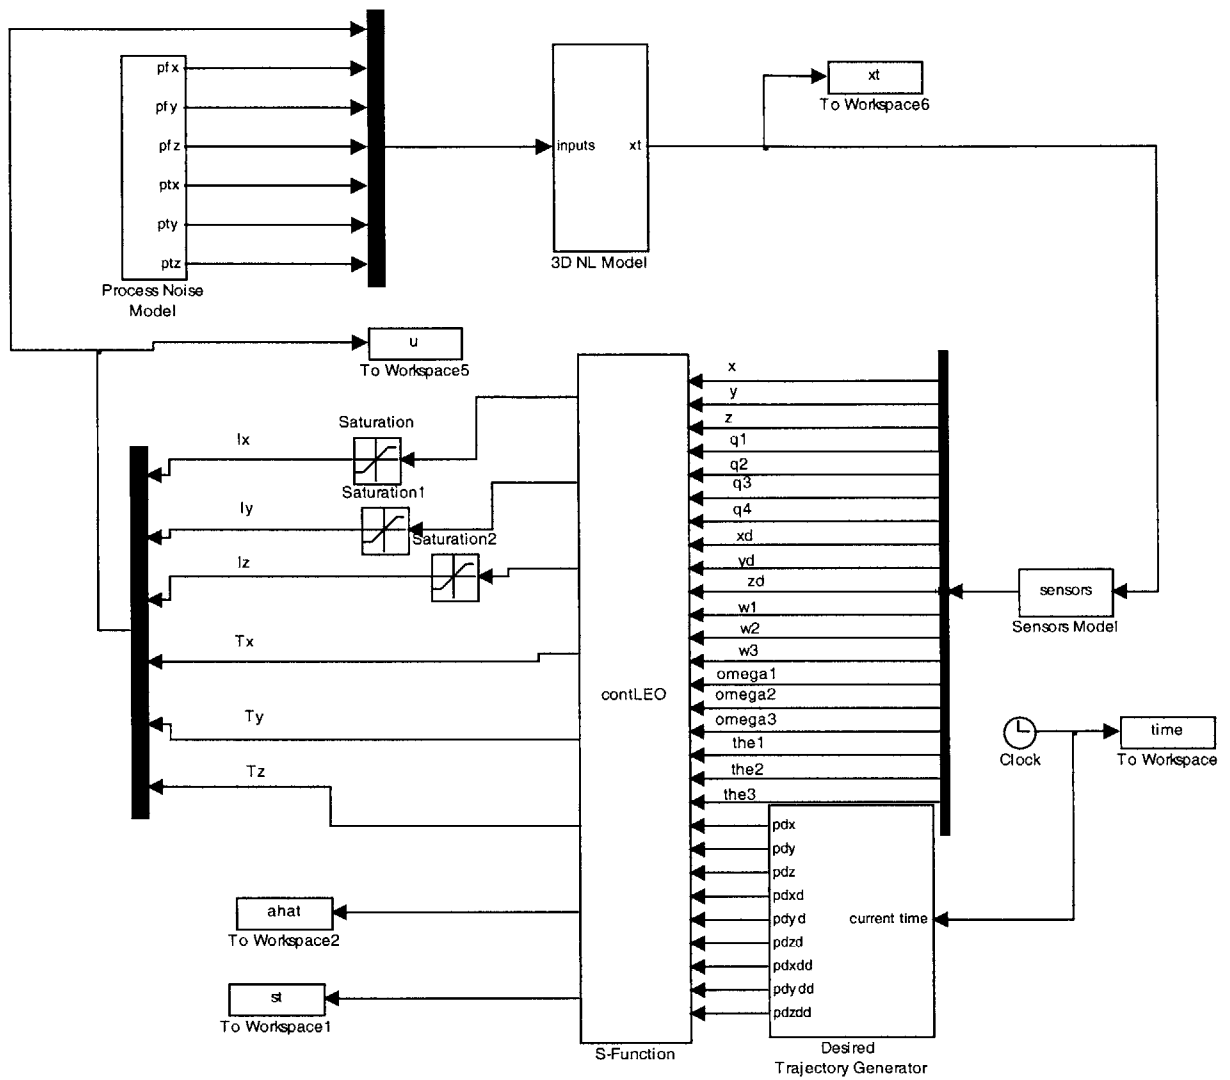 pfx
pfy
pfz
ptx
pty
ptz
Process Noise
Model
inputs
xt
3D NL Model
xt
To Workspace6
u
To Workspace5
Saturation
Ix
Saturation1
Iy
Saturation2
Iz
Tx
Ty
Tz
ahat
To Workspace2
st
To Workspace1
contLEO
S-Function
x
y
z
q1
q2
q3
q4
xd
yd
zd
w1
w2
w3
omega1
omega2
omega3
the1
the2
the3
sensors
Sensors Model
Clock
time
To Workspace
pdx
pdy
pdz
pdxd
pdyd
pdzd
pdxdd
pdydd
pdzdd
current time
Desired
Trajectory Generator